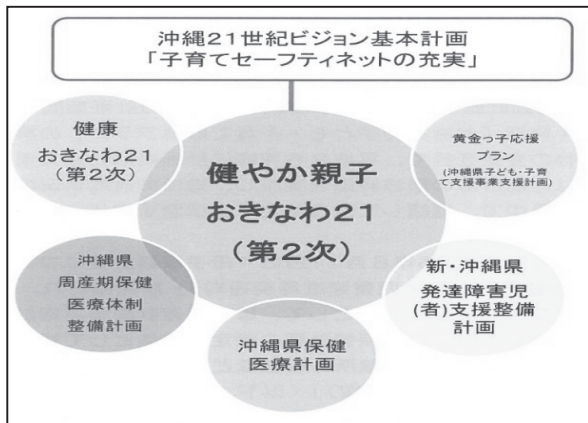 沖縄21世紀ビジョン基本計画
「子育てセーフティネットの充実」
健康
おきなわ21
(第2次)
健やか親子
おきなわ21
(第2次)
黄金っ子応援
プラン
(沖縄県子ども・子育
て支援事業支援計画)
沖縄県
周産期保健
医療体制
整備計画
沖縄県保健
医療計画
新・沖縄県
発達障害児
(者)支援整備
計画